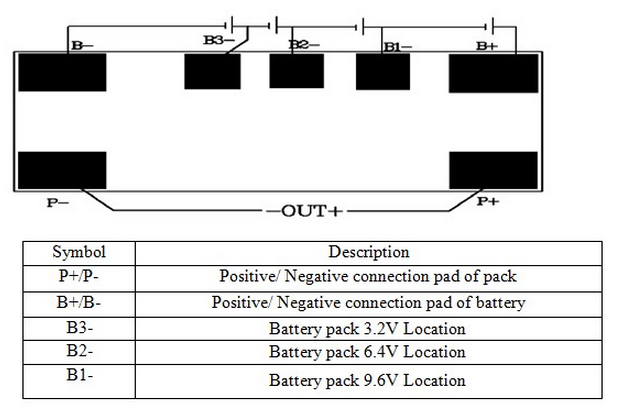 B-
B3-
B2-
B1-
B+
P-
-OUT+
P+
Symbol Description
P+/P- Positive/ Negative connection pad of pack
B+/B- Positive/ Negative connection pad of battery
B3- Battery pack 3.2V Location
B2- Battery pack 6.4V Location
B1- Battery pack 9.6V Location